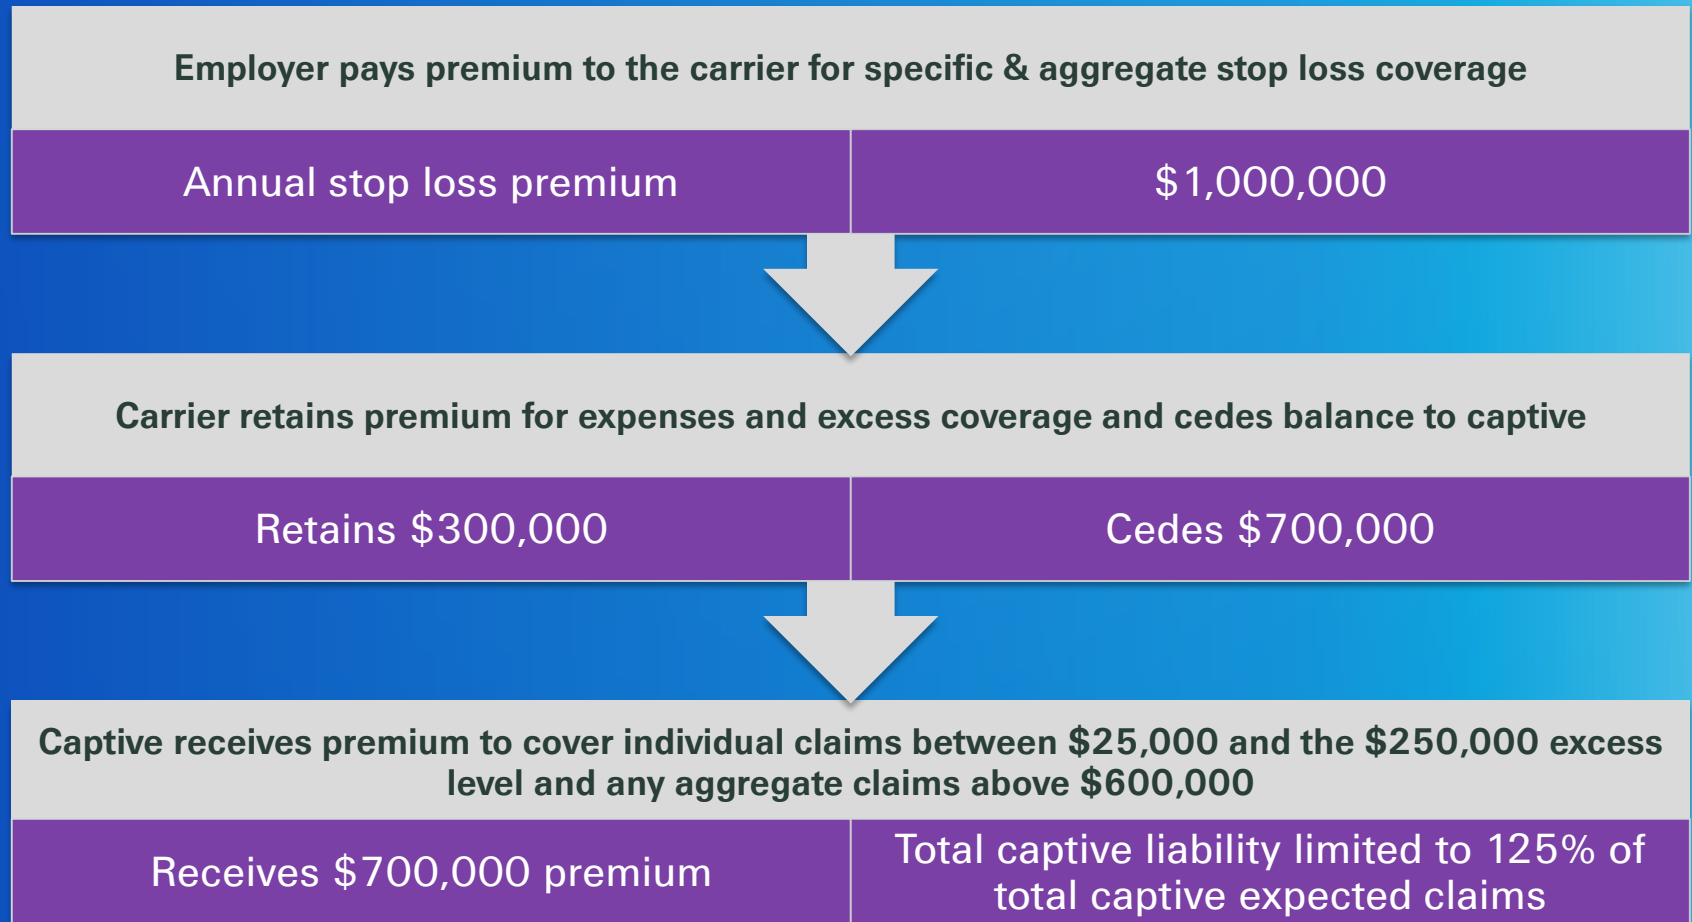 Employer pays premium to the carrier for specific & aggregate stop loss coverage
Annual stop loss premium
$1,000,000
Carrier retains premium for expenses and excess coverage and cedes balance to captive
Retains $300,000
Cedes $700,000
Captive receives premium to cover individual claims between $25,000 and the $250,000 excess
level and any aggregate claims above $600,000
Receives $700,000 premium
Total captive liability limited to 125% of
total captive expected claims